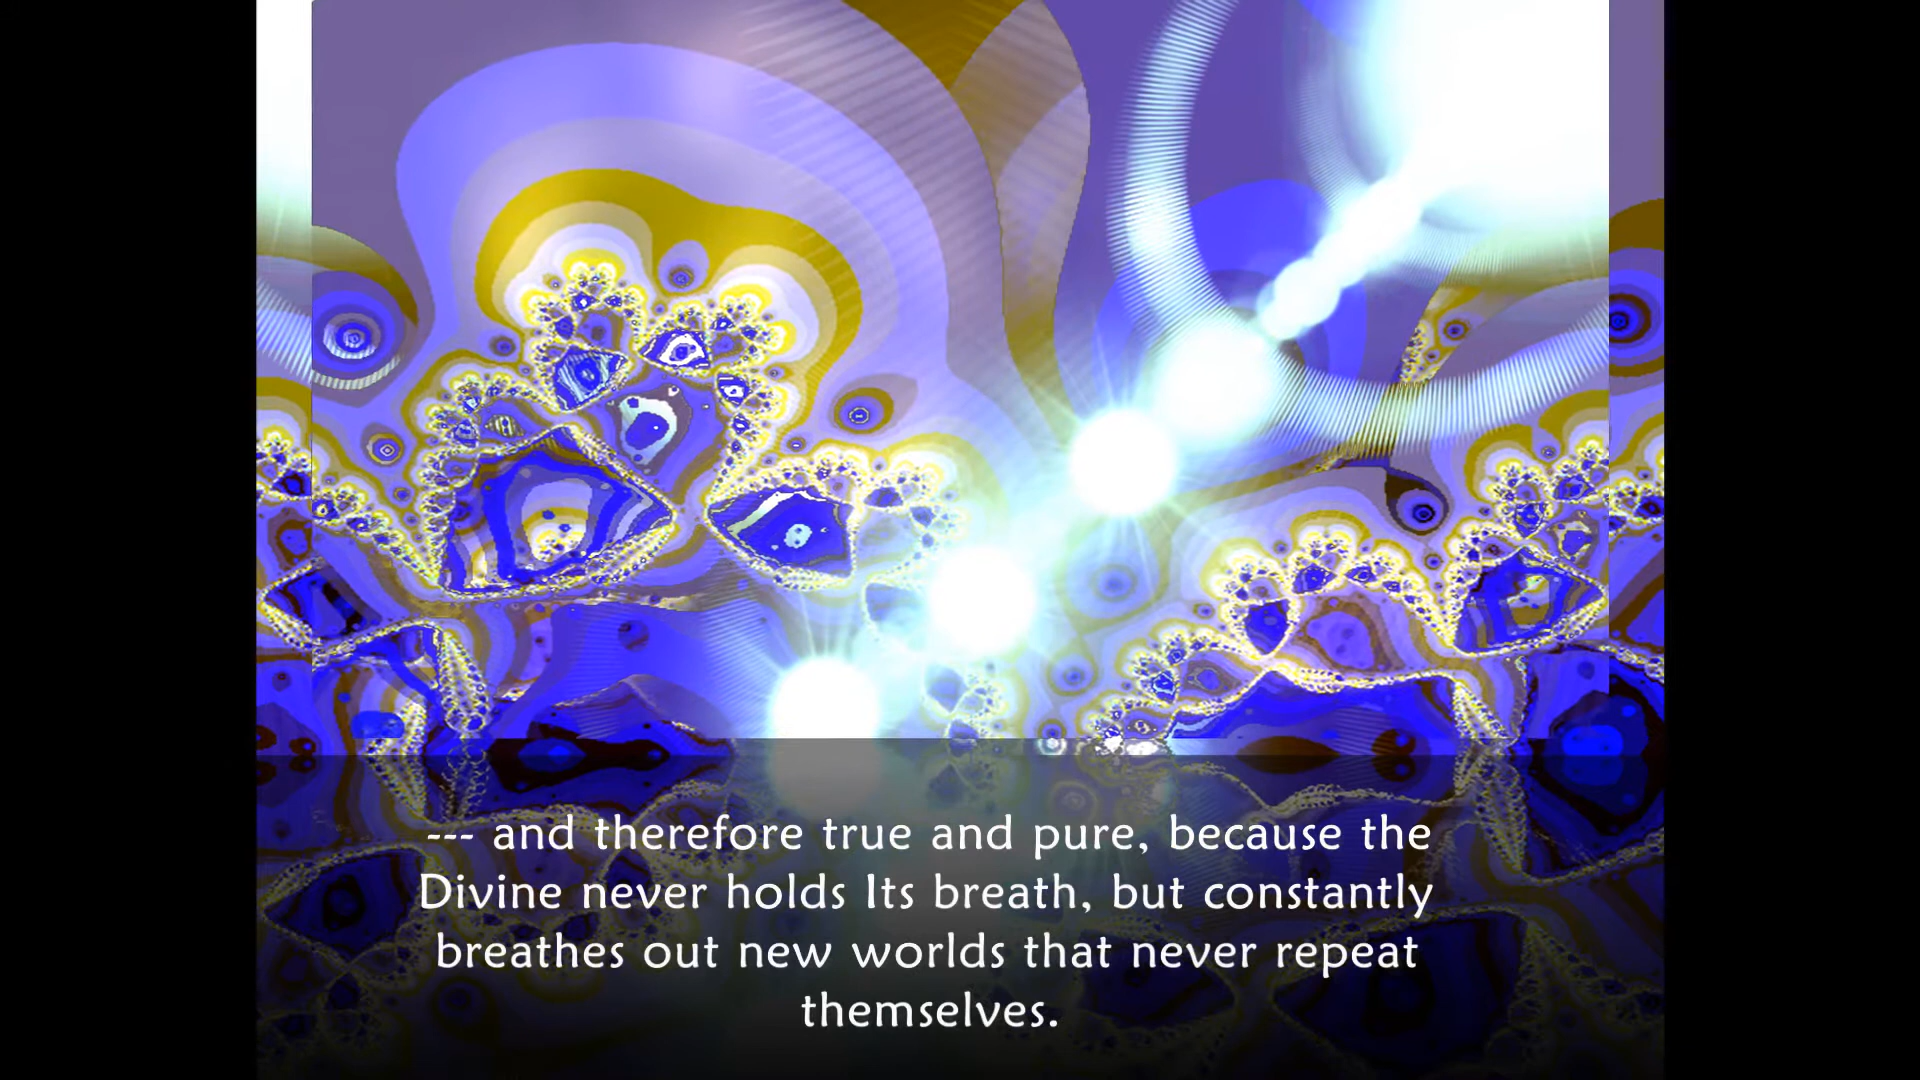 --- and therefore true and pure, because the
Divine never holds Its breath, but constantly
breathes out new worlds that never repeat
themselves.